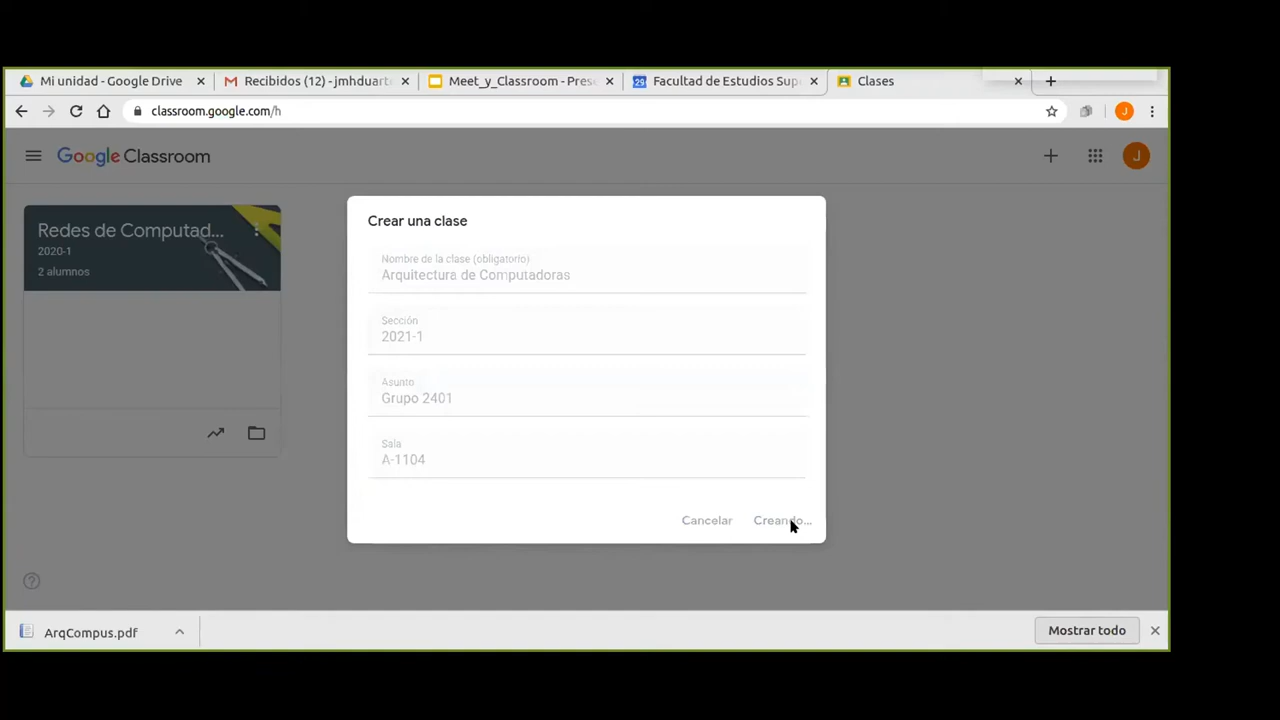 Mi unidad - Google Drive
Recibidos (12) - jmhduart
Meet_y_Classroom - Prese
Facultad de Estudios Sup
Clases
classroom.google.com/h
J
Google Classroom
J
Redes de Computad...
2020-1
2 alumnos
Crear una clase
Nombre de la clase (obligatorio)
Arquitectura de Computadoras
Sección
2021-1
Asunto
Grupo 2401
Sala
A-1104
Cancelar
Creando...
ArqCompus.pdf
Mostrar todo